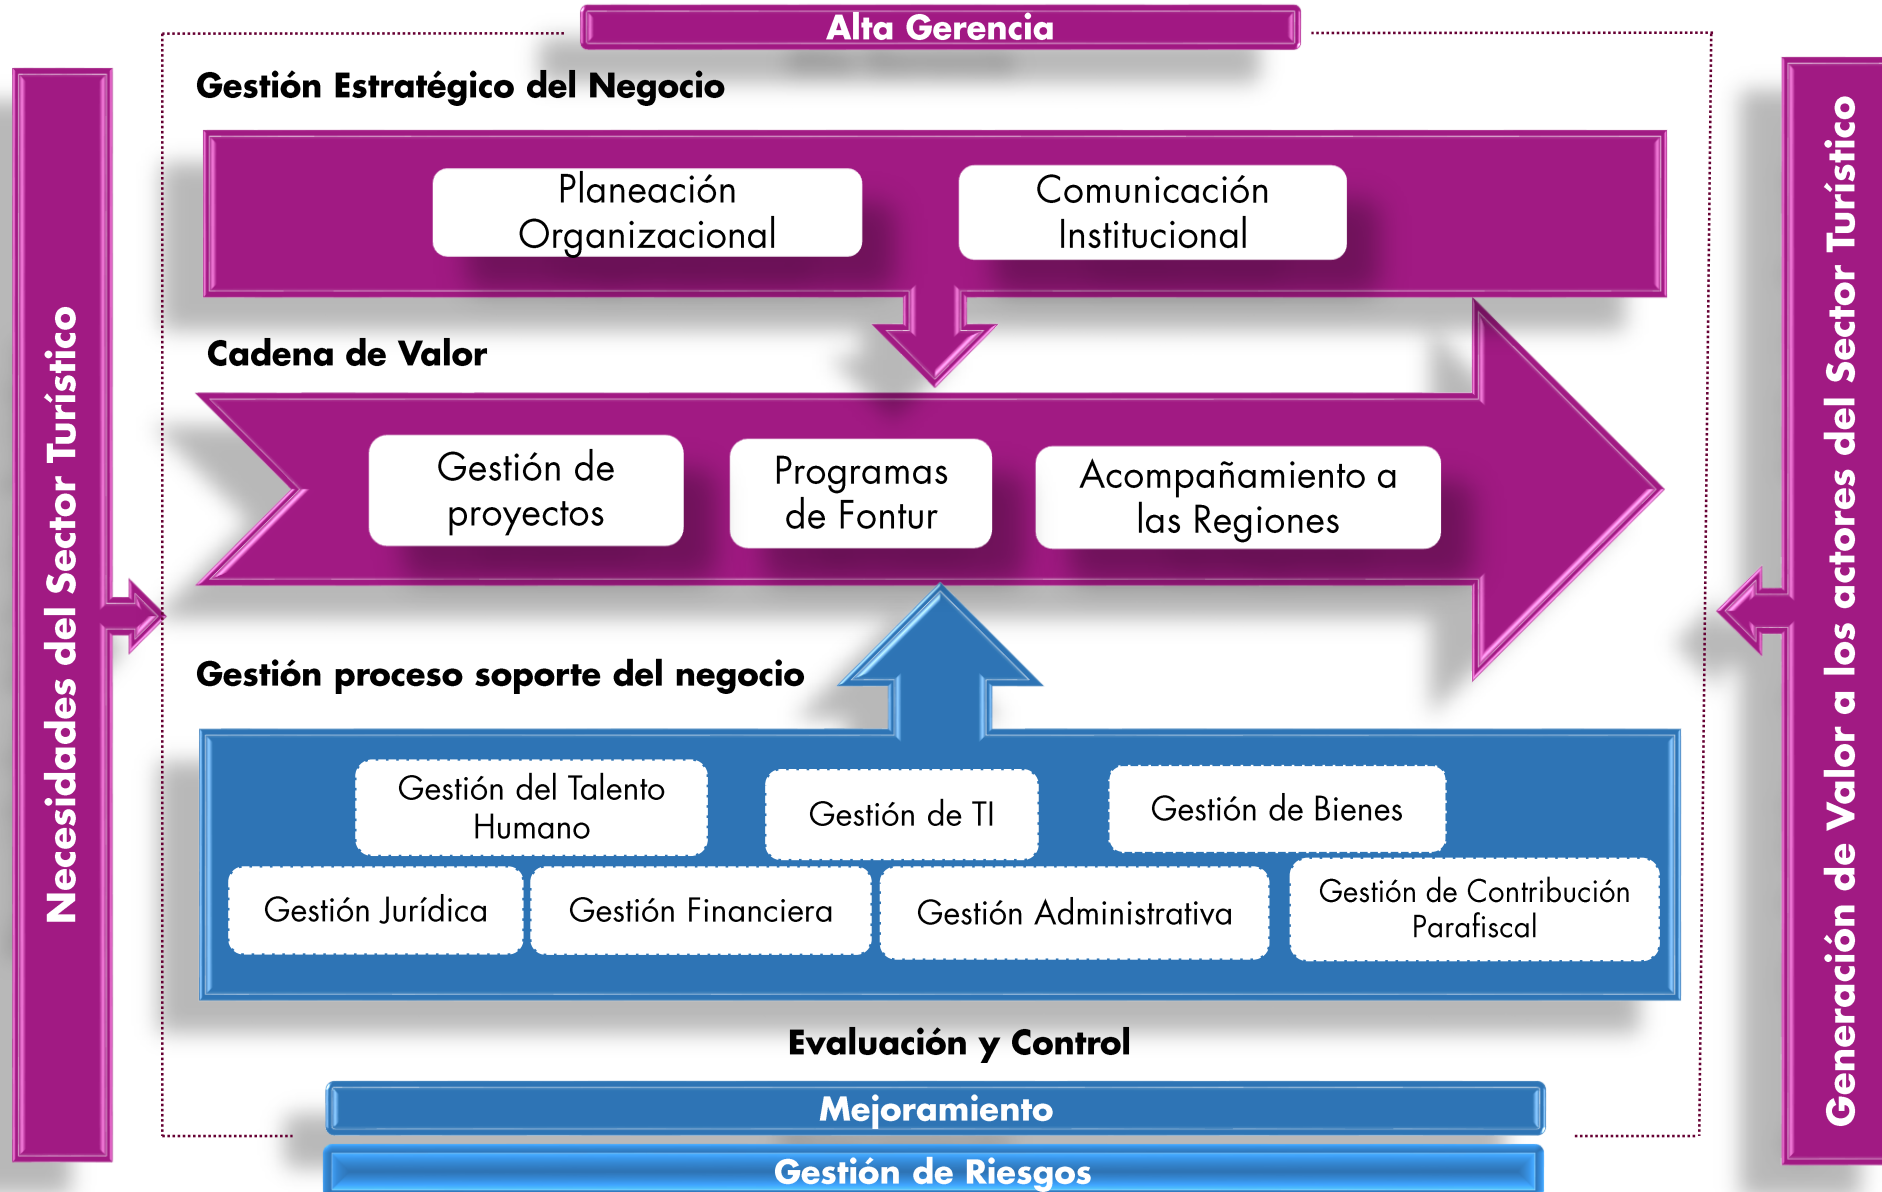 Alta Gerencia
Gestión Estratégico del Negocio
Planeación
Organizacional
Comunicación
Institucional
Necesidades del Sector Turístico
Cadena de Valor
Gestión de
proyectos
Programas
de Fontur
Acompañamiento a
las Regiones
Generación de Valor a los actores del Sector Turístico
Gestión proceso soporte del negocio
Gestión del Talento
Humano
Gestión de TI
Gestión de Bienes
Gestión Jurídica
Gestión Financiera
Gestión Administrativa
Gestión de Contribución
Parafiscal
Evaluación y Control
Mejoramiento
Gestión de Riesgos